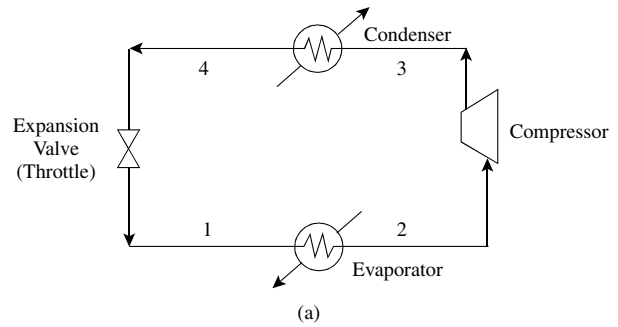 Condenser
4
3
Expansion
Valve
(Throttle)
Compressor
1
2
Evaporator
(a)